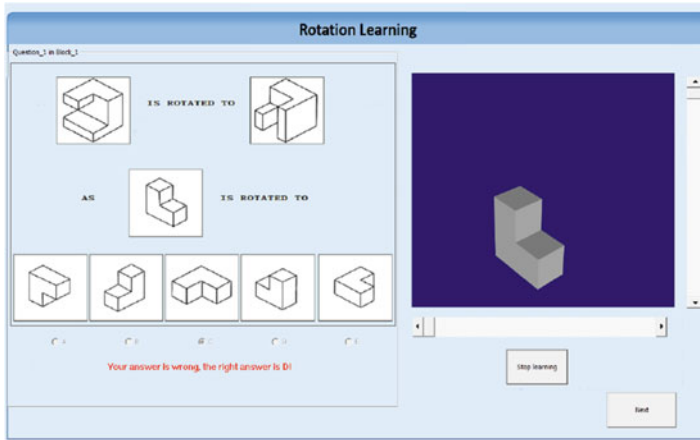 Rotation Learning
Question_1 in Block_1
IS ROTATED TO
AS
IS ROTATED TO
A
B
C
D
E
Your answer is wrong, the right answer is D!
Stop learning
Next